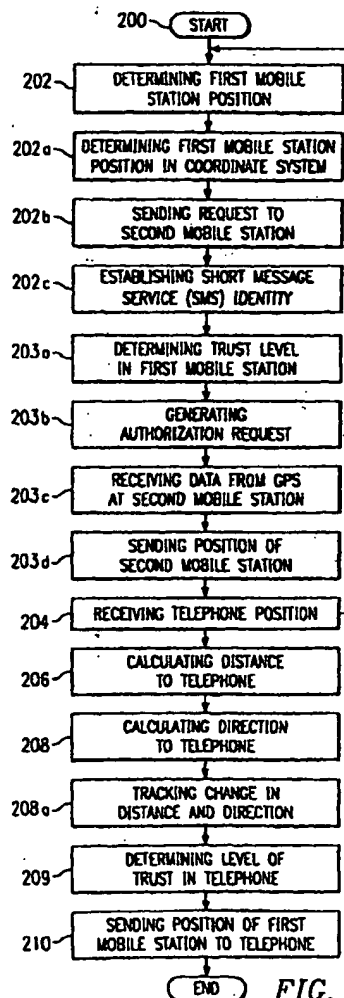 200 START
202 DETERMINING FIRST MOBILE
STATION POSITION
202a DETERMINING FIRST MOBILE STATION
POSITION IN COORDINATE SYSTEM
202b SENDING REQUEST TO
SECOND MOBILE STATION
202c ESTABLISHING SHORT MESSAGE
SERVICE (SMS) IDENTITY
203a DETERMINING TRUST LEVEL
IN FIRST MOBILE STATION
203b GENERATING
AUTHORIZATION REQUEST
203c RECEIVING DATA FROM GPS
AT SECOND MOBILE STATION
203d SENDING POSITION OF
SECOND MOBILE STATION
204 RECEIVING TELEPHONE POSITION
206 CALCULATING DISTANCE
TO TELEPHONE
208 CALCULATING DIRECTION
TO TELEPHONE
208a TRACKING CHANGE IN
DISTANCE AND DIRECTION
209 DETERMINING LEVEL OF
TRUST IN TELEPHONE
210 SENDING POSITION OF FIRST
MOBILE STATION TO TELEPHONE
END
FIG.